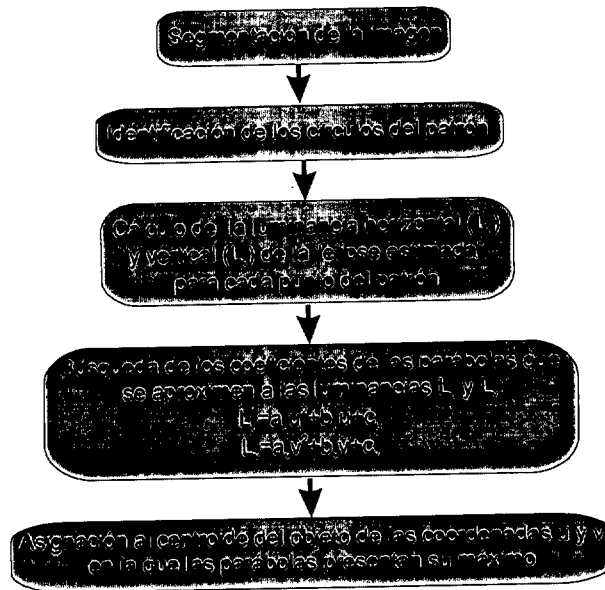 Segmentación de la imagen
Identificación de los círculos del patrón
Cálculo de la luminancia horizontal (L)
y vertical (L) de la elipse estimada
para cada punto del patrón
Búsqueda de los coeficientes de las parábolas que
se aproximen a las luminancias L y L
L=a u²+b u+c
L=a v²+b v+c
Asignación al centroide del objeto de las coordenadas u y v
en la que las parábolas presentan su máximo